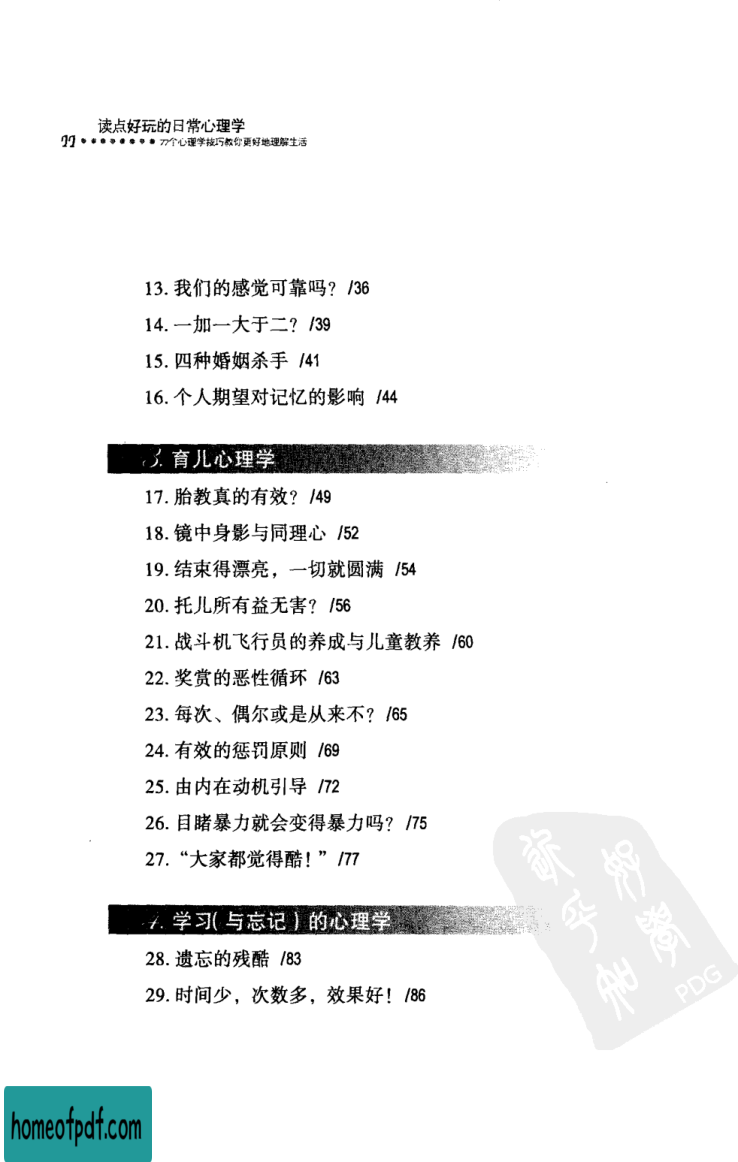 读点好玩的日常心理学
77个心理学技巧教你更好地理解生活
13. 我们的感觉可靠吗？ /36
14. 一加一大于二？ /39
15. 四种婚姻杀手 /41
16. 个人期望对记忆的影响 /44
3. 育儿心理学
17. 胎教真的有效？ /49
18. 镜中身影与同理心 /52
19. 结束得漂亮，一切就圆满 /54
20. 托儿所有益无害？ /56
21. 战斗机飞行员的养成与儿童教养 /60
22. 奖赏的恶性循环 /63
23. 每次、偶尔或是从来不？ /65
24. 有效的惩罚原则 /69
25. 由内在动机引导 /72
26. 目睹暴力就会变得暴力吗？ /75
27. “大家都觉得酷！” /77
4. 学习(与忘记)的心理学
28. 遗忘的残酷 /83
29. 时间少，次数多，效果好！ /86
PDG
homeofpdf.com